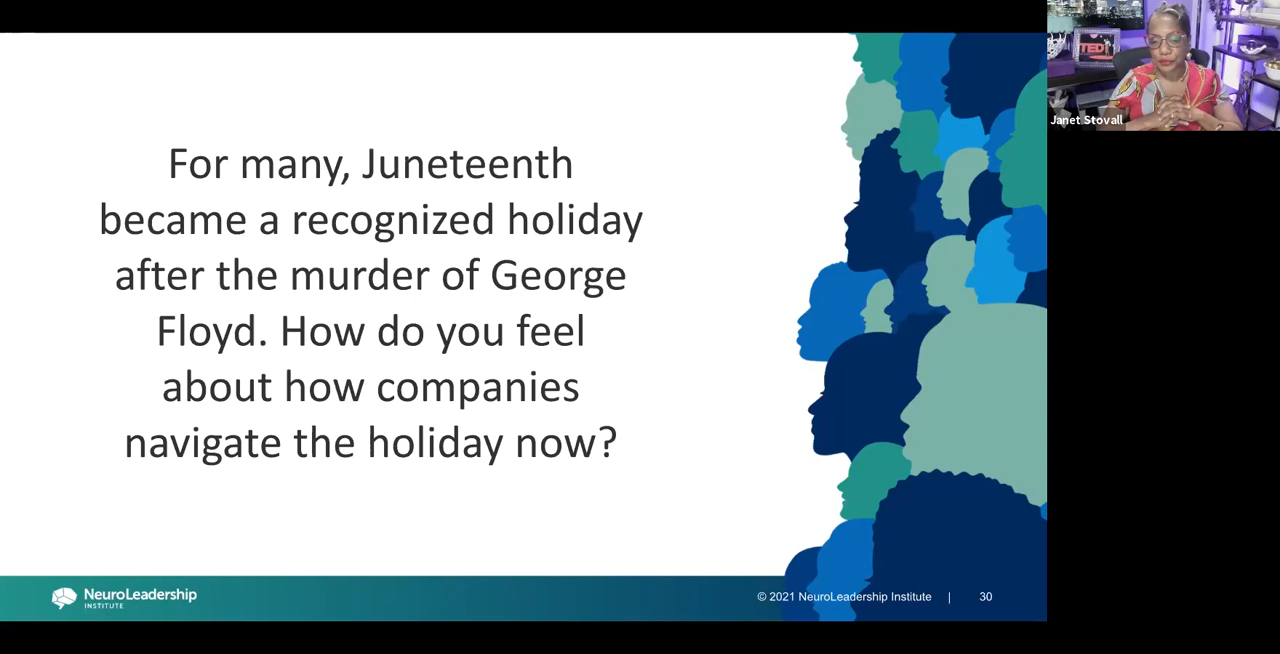 For many, Juneteenth
became a recognized holiday
after the murder of George
Floyd. How do you feel
about how companies
navigate the holiday now?
NeuroLeadership
INSTITUTE
© 2021 NeuroLeadership Institute | 30
TED
Janet Stovall